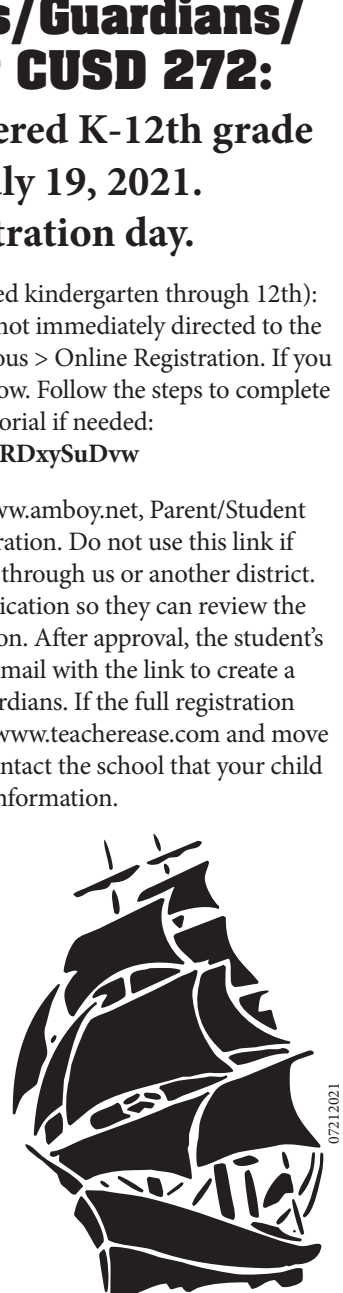 s/Guardians/
CUSD 272:
ered K-12th grade
ly 19, 2021.
tration day.
ed kindergarten through 12th):
not immediately directed to the
ous > Online Registration. If you
ow. Follow the steps to complete
orial if needed:
RDxySuDvw
ww.amboy.net, Parent/Student
ration. Do not use this link if
through us or another district.
ication so they can review the
on. After approval, the student’s
mail with the link to create a
rdians. If the full registration
www.teacherease.com and move
ntact the school that your child
nformation.
07212021